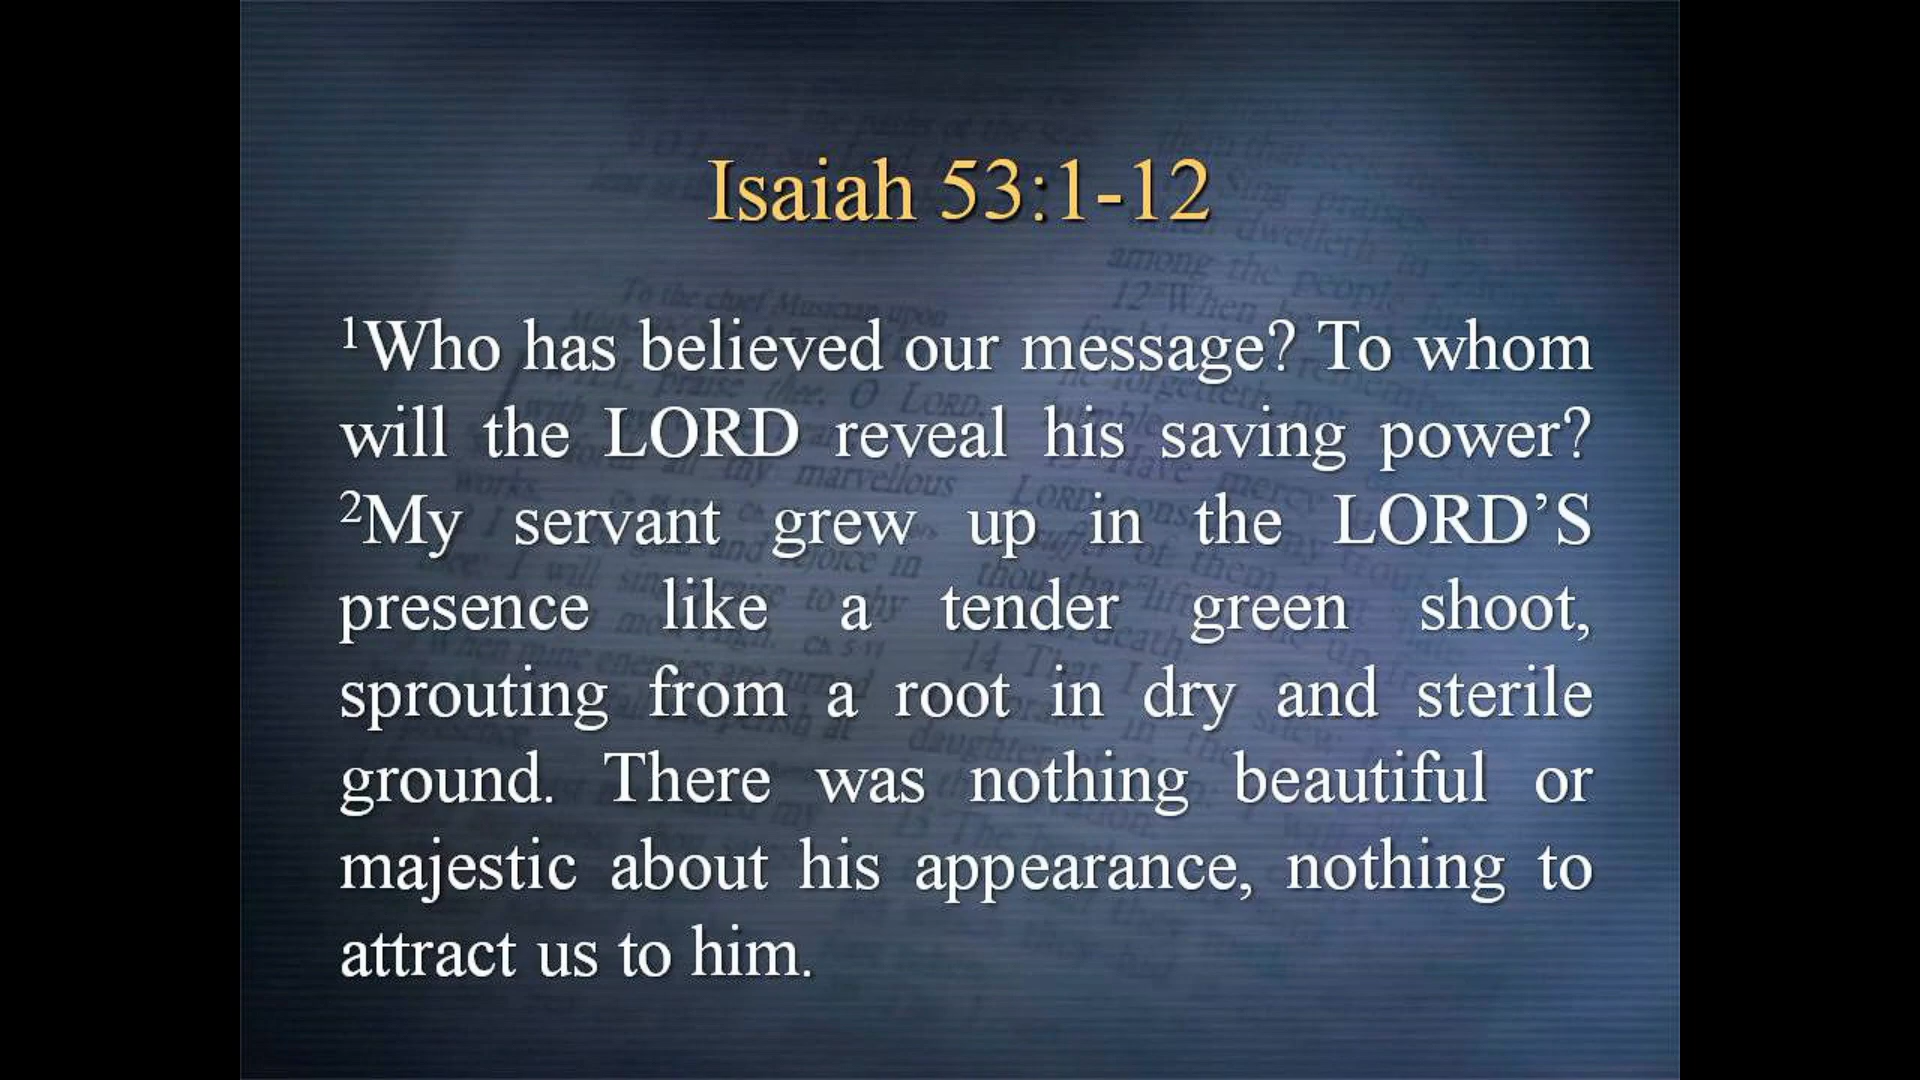 Isaiah 53:1-12
¹Who has believed our message? To whom
will the LORD reveal his saving power?
²My servant grew up in the LORD’S
presence like a tender green shoot,
sprouting from a root in dry and sterile
ground. There was nothing beautiful or
majestic about his appearance, nothing to
attract us to him.